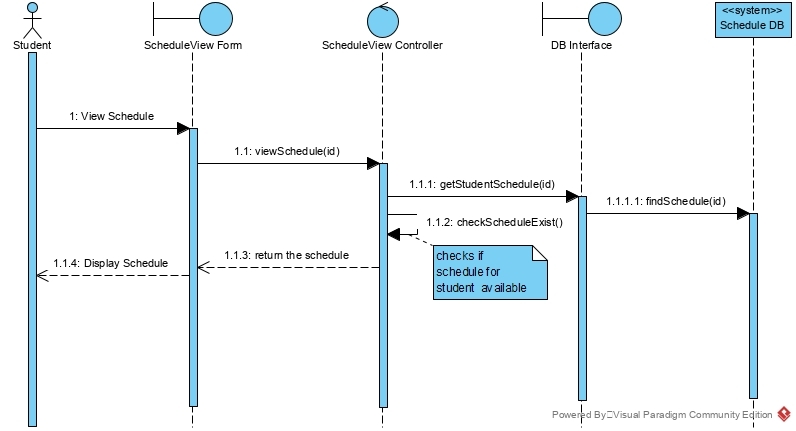 Student
ScheduleView Form
ScheduleView Controller
DB Interface
<<system>>
Schedule DB
1: View Schedule
1.1: viewSchedule(id)
1.1.1: getStudentSchedule(id)
1.1.1.1: findSchedule(id)
1.1.2: checkScheduleExist()
checks if
schedule for
student available
1.1.3: return the schedule
1.1.4: Display Schedule
Powered By Visual Paradigm Community Edition